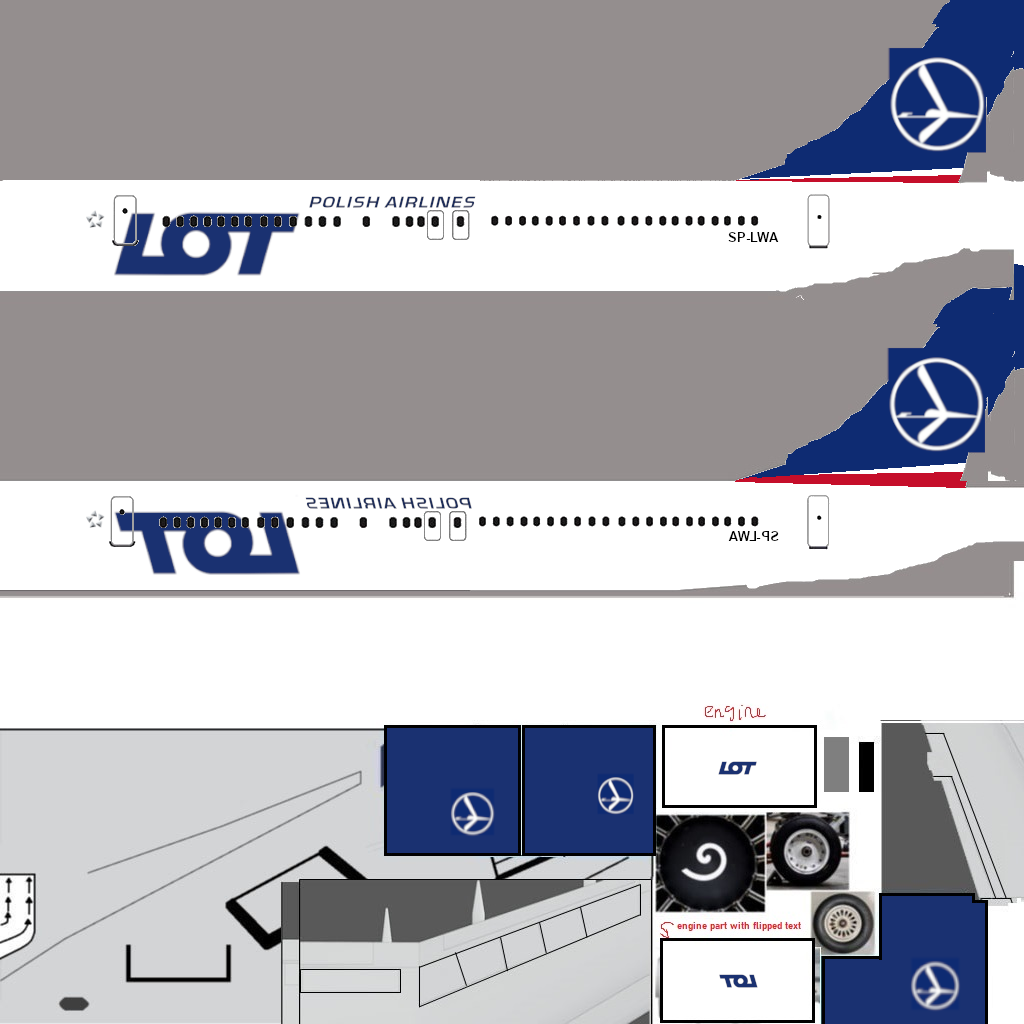 POLISH AIRLINES
LOT
SP-LWA
POLISH AIRLINES
LOT
SP-LWA
engine
LOT
engine part with flipped text
LOT